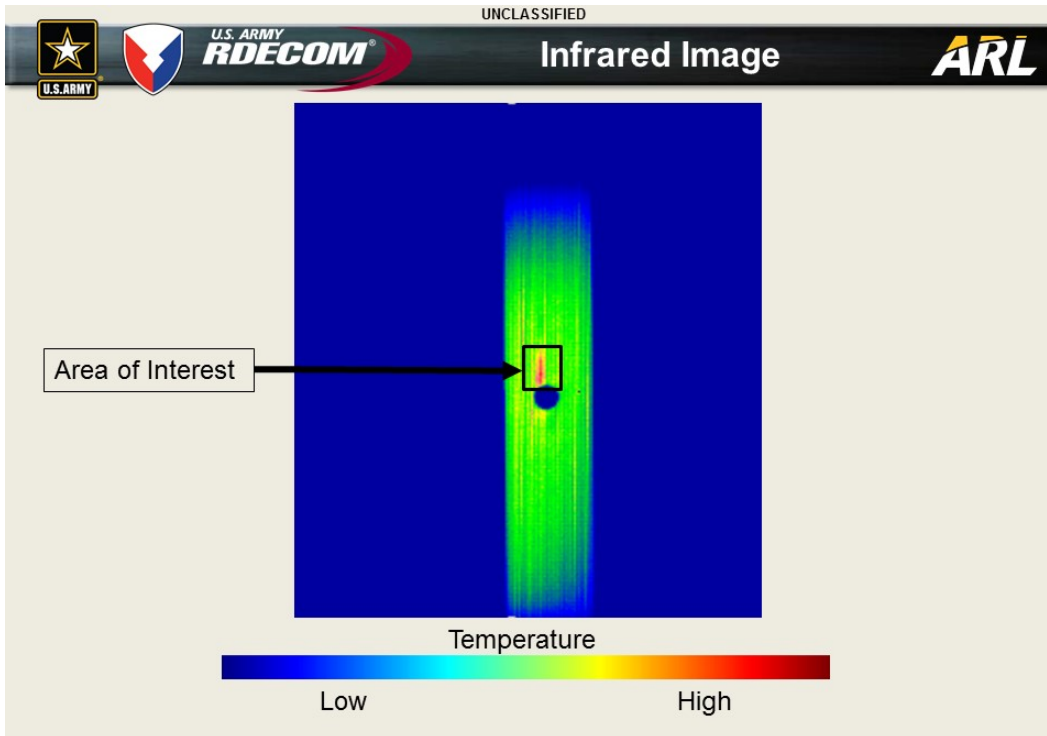 UNCLASSIFIED
U.S. ARMY
RDECOM®
Infrared Image
ARL
U.S.ARMY
Area of Interest
Temperature
Low High